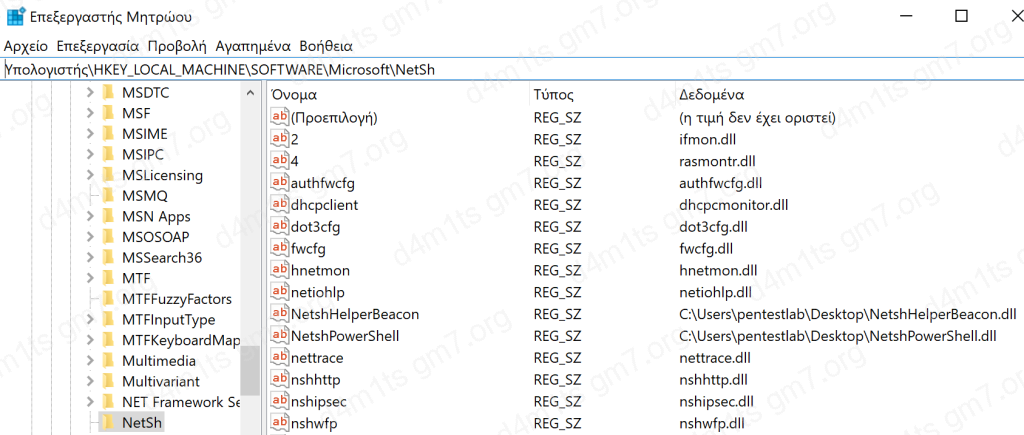 Επεξεργαστής Μητρώου
Αρχείο Επεξεργασία Προβολή Αγαπημένα Βοήθεια
Υπολογιστής\HKEY_LOCAL_MACHINE\SOFTWARE\Microsoft\NetSh
MSDTC
MSF
MSIME
MSIPC
MSLicensing
MSMQ
MSN Apps
MSOSOAP
MSSearch36
MTF
MTFFuzzyFactors
MTFInputType
MTFKeyboardMap
Multimedia
Multivariant
NET Framework Se
NetSh
Όνομα Τύπος Δεδομένα
(Προεπιλογή) REG_SZ (η τιμή δεν έχει οριστεί)
2 REG_SZ ifmon.dll
4 REG_SZ rasmontr.dll
authfwcfg REG_SZ authfwcfg.dll
dhcpclient REG_SZ dhcpcmonitor.dll
dot3cfg REG_SZ dot3cfg.dll
fwcfg REG_SZ fwcfg.dll
hnetmon REG_SZ hnetmon.dll
netiohlp REG_SZ netiohlp.dll
NetshHelperBeacon REG_SZ C:\Users\pentestlab\Desktop\NetshHelperBeacon.dll
NetshPowerShell REG_SZ C:\Users\pentestlab\Desktop\NetshPowerShell.dll
nettrace REG_SZ nettrace.dll
nshhttp REG_SZ nshhttp.dll
nshipsec REG_SZ nshipsec.dll
nshwfp REG_SZ nshwfp.dll
d4m1ts gm7.org